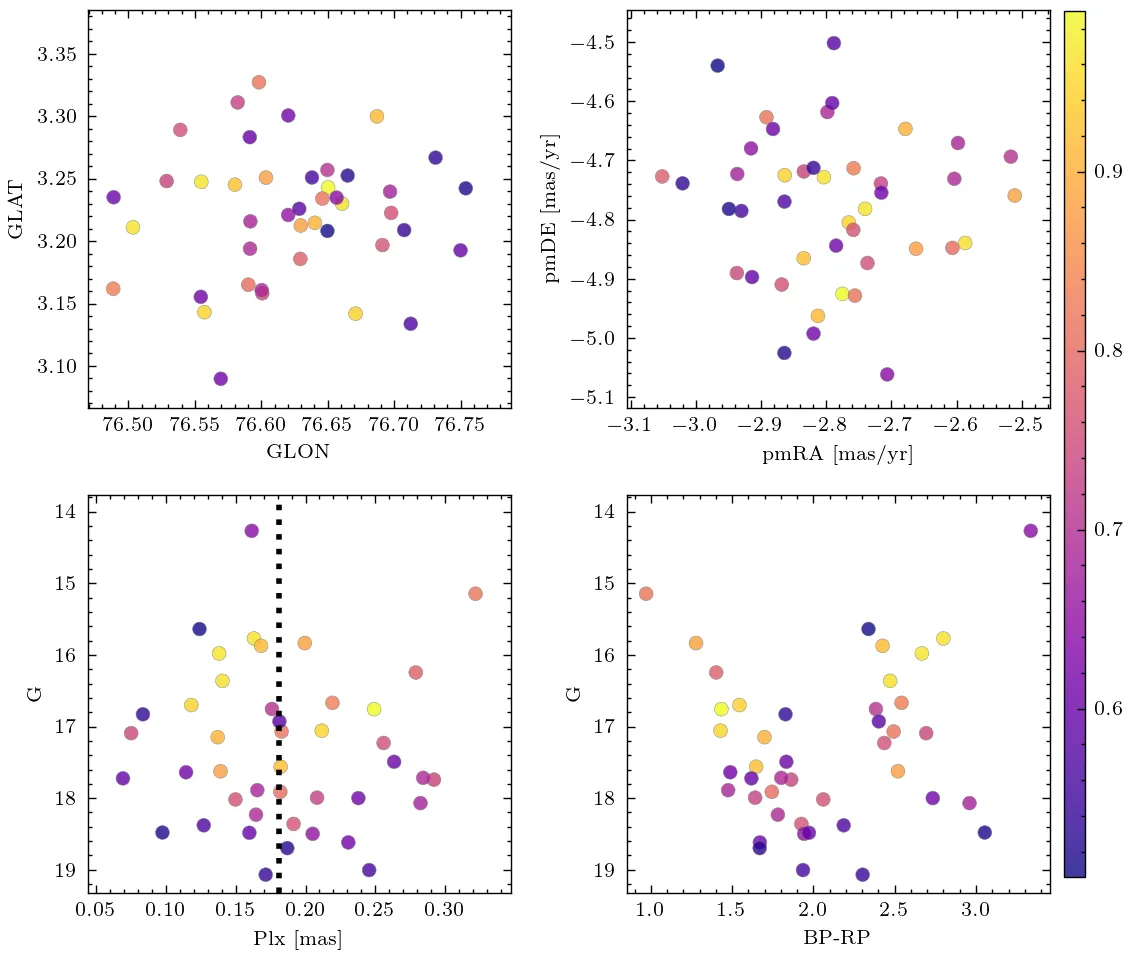 3.35
3.30
3.25
3.20
3.15
3.10
GLAT
76.50 76.55 76.60 76.65 76.70 76.75
GLON
−4.5
−4.6
−4.7
−4.8
−4.9
−5.0
−5.1
pmDE [mas/yr]
−3.1 −3.0 −2.9 −2.8 −2.7 −2.6 −2.5
pmRA [mas/yr]
14
15
16
17
18
19
G
0.05 0.10 0.15 0.20 0.25 0.30
Plx [mas]
14
15
16
17
18
19
G
1.0 1.5 2.0 2.5 3.0
BP-RP
0.9
0.8
0.7
0.6